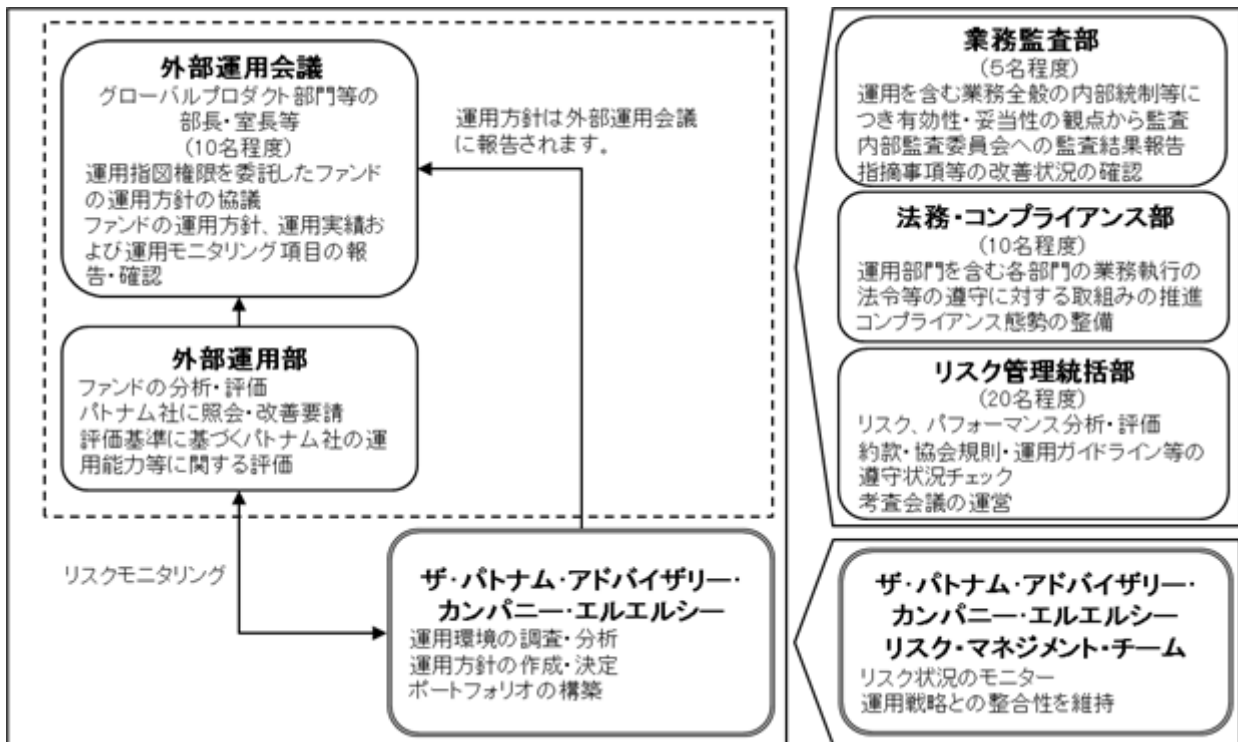 外部運用会議
グローバルプロダクト部門等の
部長・室長等
(10名程度)
運用指図権限を委託したファンド
の運用方針の協議
ファンドの運用方針、運用実績お
よび運用モニタリング項目の報
告・確認
運用方針は外部運用会議
に報告されます。
外部運用部
ファンドの分析・評価
パトナム社に照会・改善要請
評価基準に基づくパトナム社の運
用能力等に関する評価
リスクモニタリング
ザ・パトナム・アドバイザリー・
カンパニー・エルエルシー
運用環境の調査・分析
運用方針の作成・決定
ポートフォリオの構築
業務監査部
(5名程度)
運用を含む業務全般の内部統制等に
つき有効性・妥当性の観点から監査
内部監査委員会への監査結果報告
指摘事項等の改善状況の確認
法務・コンプライアンス部
(10名程度)
運用部門を含む各部門の業務執行の
法令等の遵守に対する取組みの推進
コンプライアンス態勢の整備
リスク管理統括部
(20名程度)
リスク、パフォーマンス分析・評価
約款・協会規則・運用ガイドライン等の
遵守状況チェック
考査会議の運営
ザ・パトナム・アドバイザリー・
カンパニー・エルエルシー
リスク・マネジメント・チーム
リスク状況のモニター
運用戦略との整合性を維持